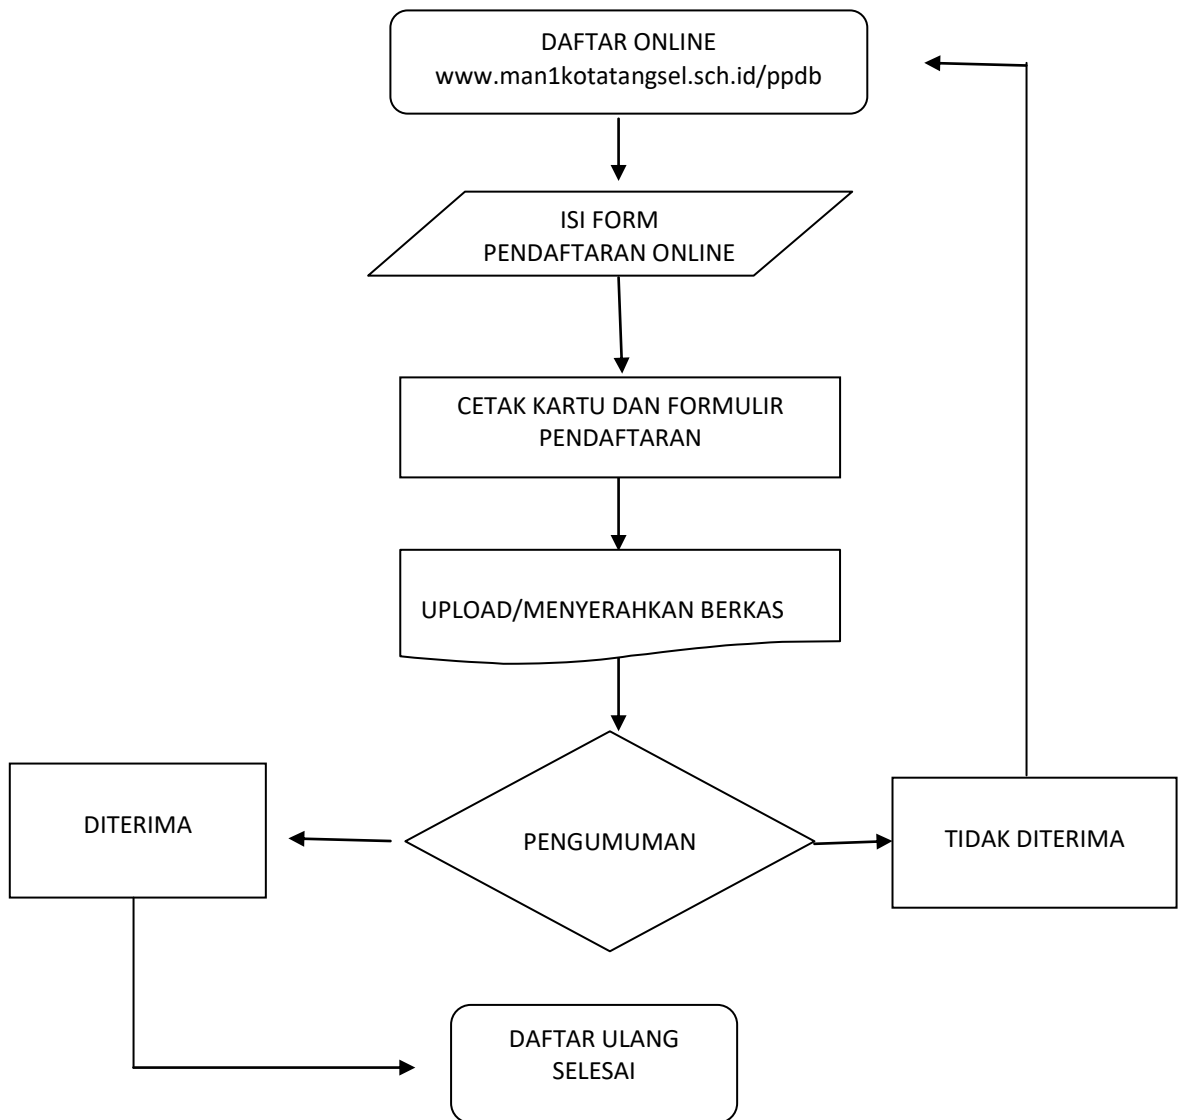 DAFTAR ONLINE
www.man1kotatangsel.sch.id/ppdb
ISI FORM
PENDAFTARAN ONLINE
CETAK KARTU DAN FORMULIR
PENDAFTARAN
UPLOAD/MENYERAHKAN BERKAS
DITERIMA
PENGUMUMAN
TIDAK DITERIMA
DAFTAR ULANG
SELESAI